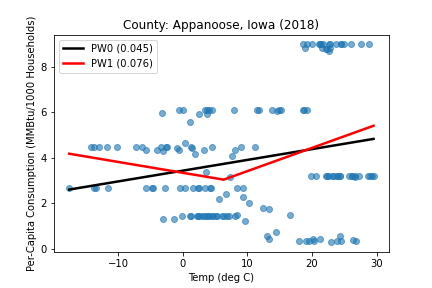 County: Appanoose, Iowa (2018)
PW0 (0.045)
PW1 (0.076)
Per-Capita Consumption (MMBtu/1000 Households)
8
6
4
2
0
−10
0
10
20
30
Temp (deg C)